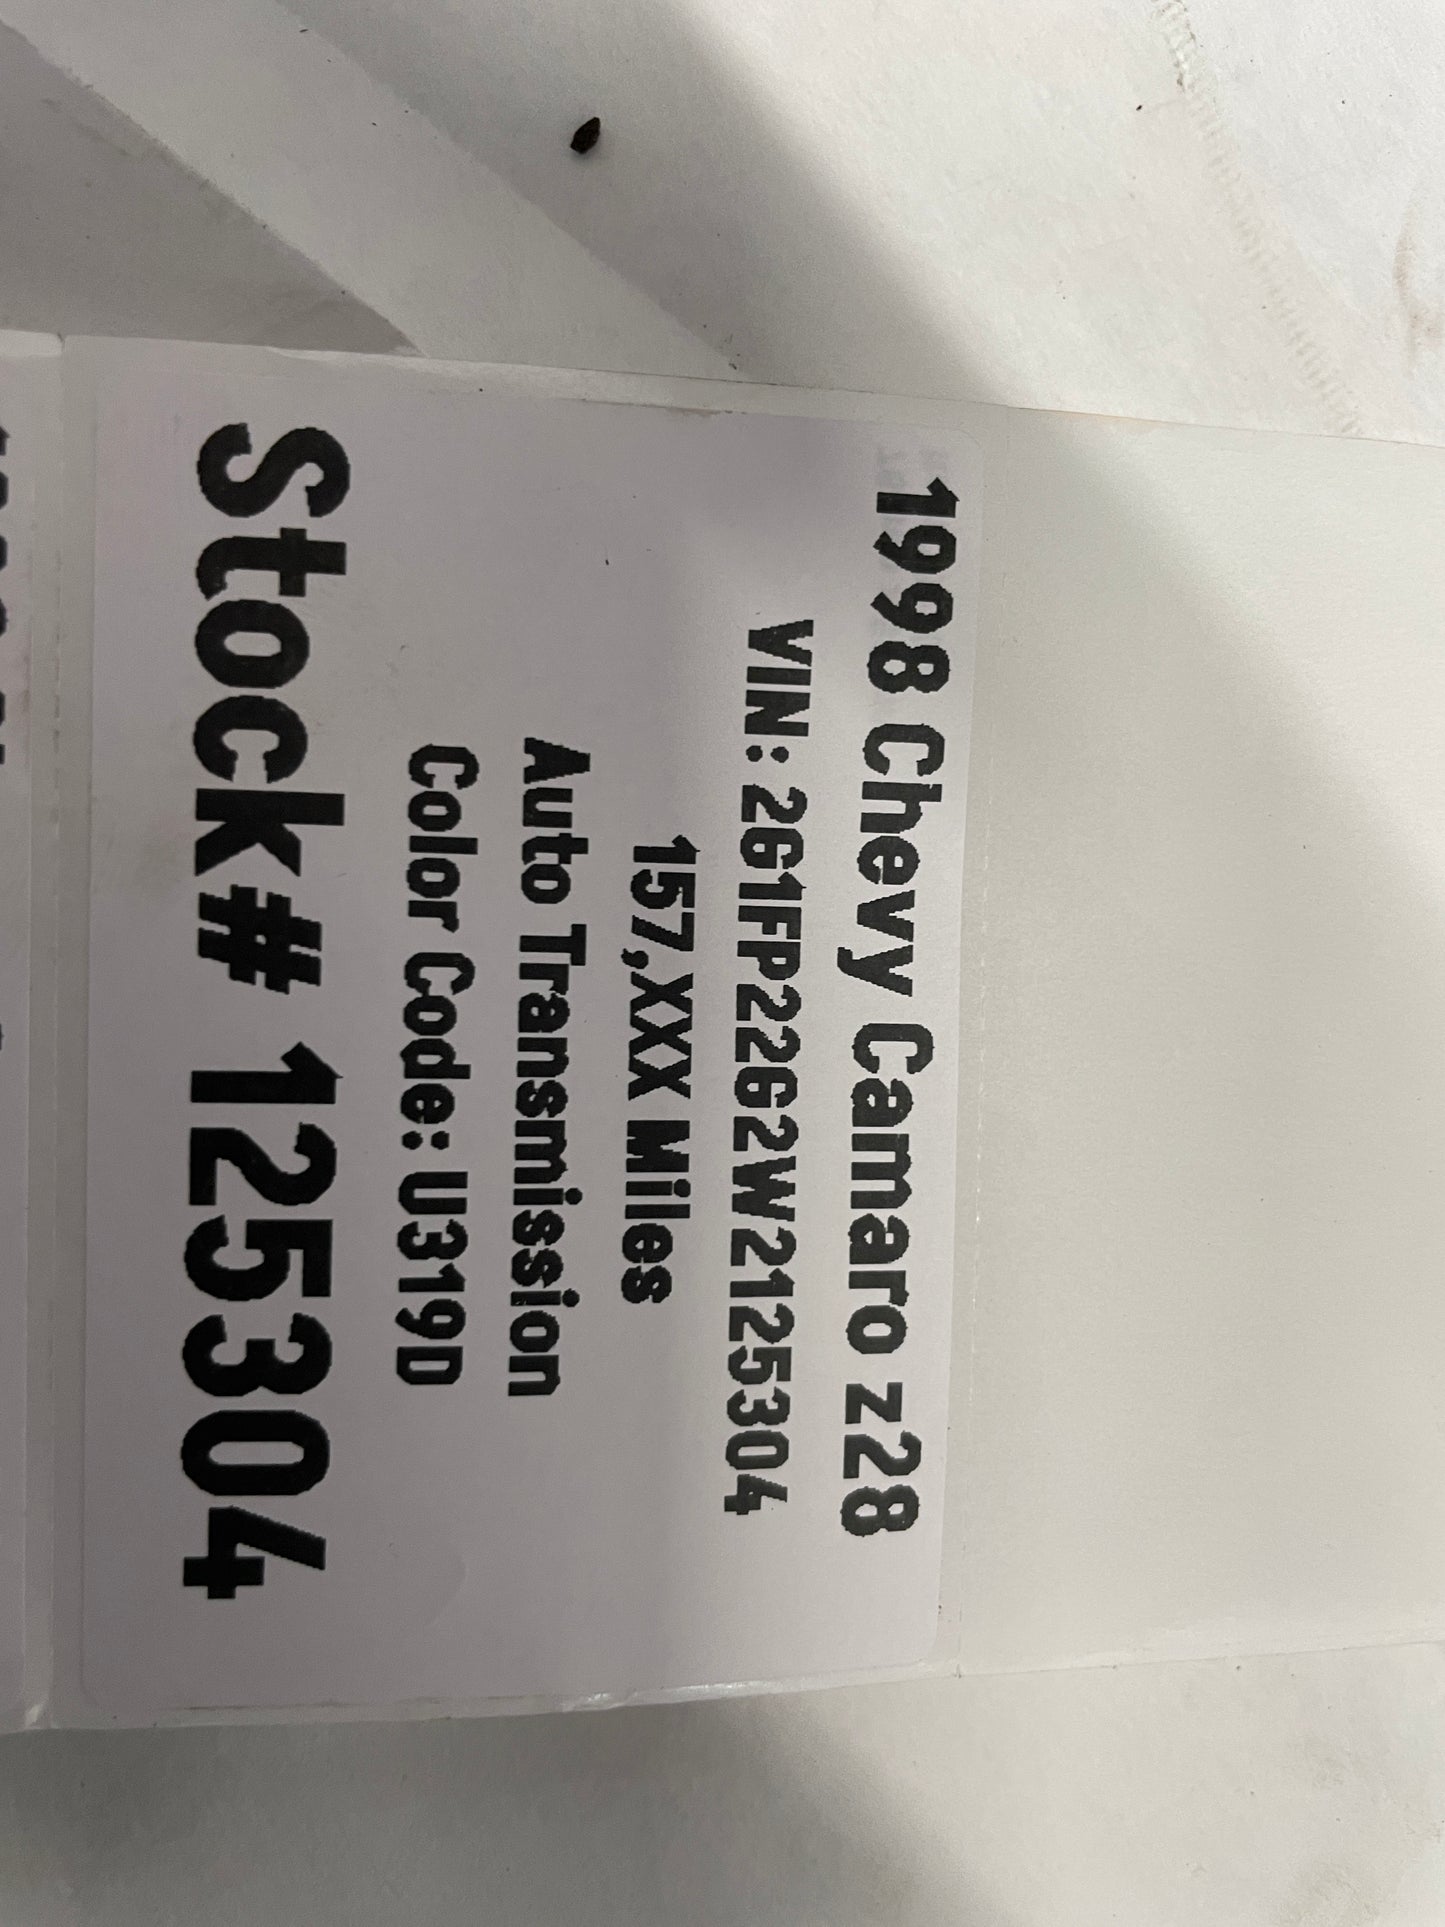 1998 Chevy Camaro z28
VIN: 2G1FP22G2W2125304
157,XXX Miles
Auto Transmission
Color Code: U319D
Stock# 125304